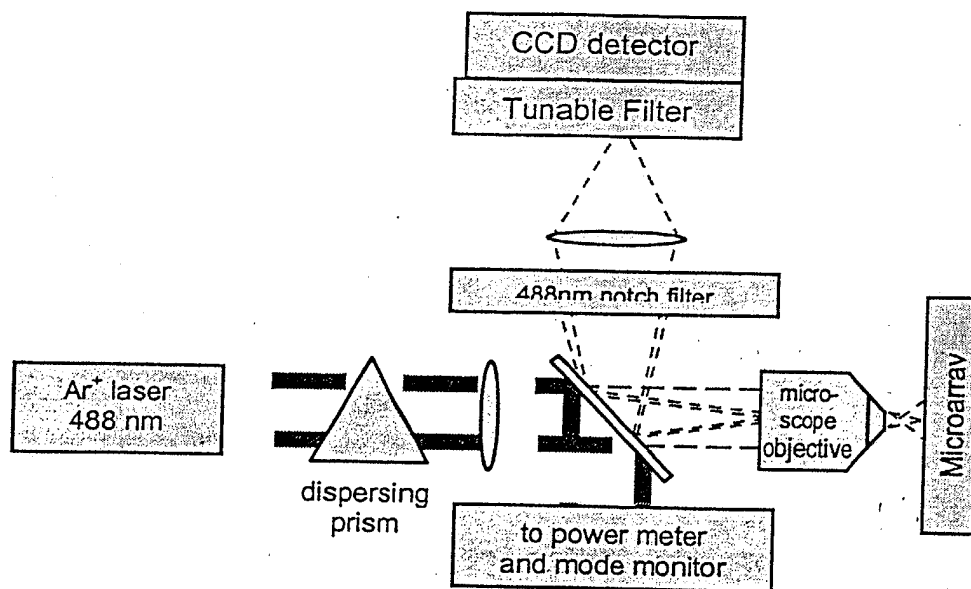 CCD detector
Tunable Filter
488nm notch filter
Ar⁺ laser
488 nm
dispersing
prism
micro-
scope
objective
Microarray
to power meter
and mode monitor